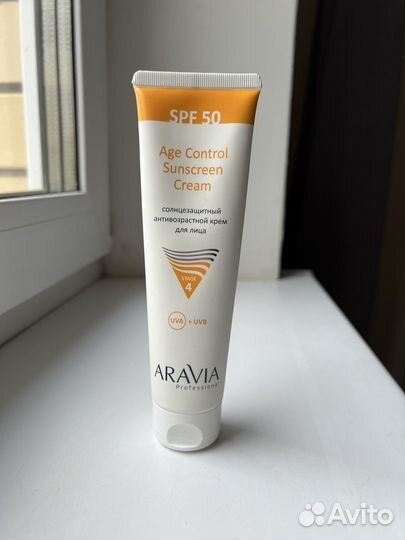 SPF 50
Age Control
Sunscreen
Cream
солнцезащитный
антивозрастной крем
для лица
STAGE
4
UVA + UVB
ARAVIA
Professional
Avito